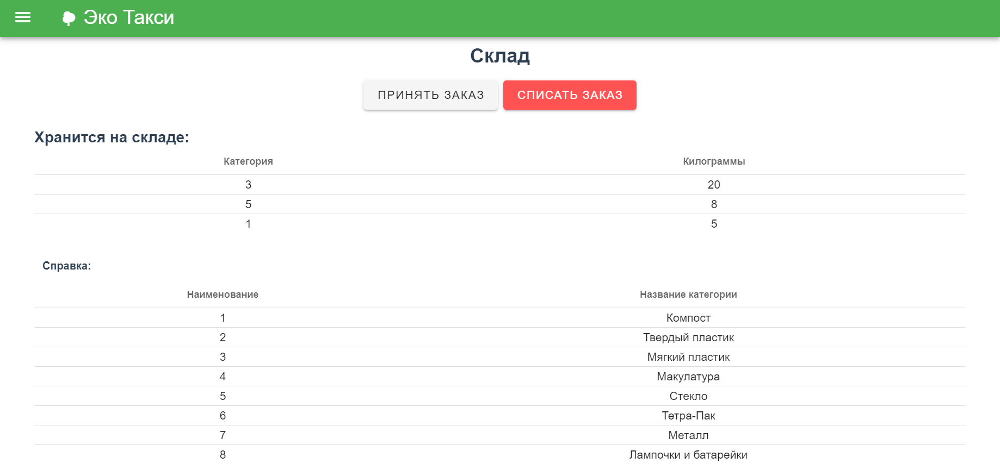 Эко Такси
Склад
ПРИНЯТЬ ЗАКАЗ СПИСАТЬ ЗАКАЗ
Хранится на складе:
Категория Килограммы
3 20
5 8
1 5
Справка:
Наименование Название категории
1 Компост
2 Твердый пластик
3 Мягкий пластик
4 Макулатура
5 Стекло
6 Тетра-Пак
7 Металл
8 Лампочки и батарейки